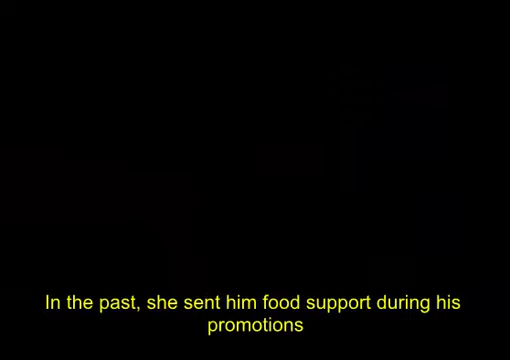 In the past, she sent him food support during his
promotions